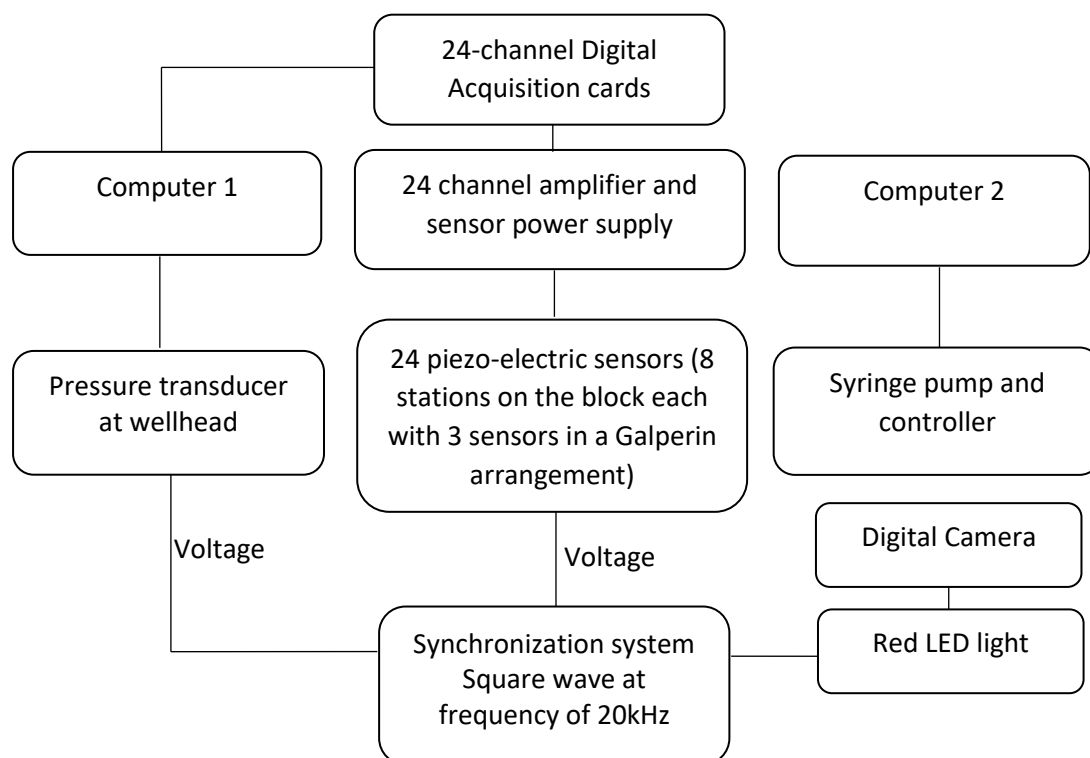 24-channel Digital
Acquisition cards
Computer 1
24 channel amplifier and
sensor power supply
Computer 2
Pressure transducer
at wellhead
24 piezo-electric sensors (8
stations on the block each
with 3 sensors in a Galperin
arrangement)
Syringe pump and
controller
Voltage
Voltage
Digital Camera
Synchronization system
Square wave at
frequency of 20kHz
Red LED light